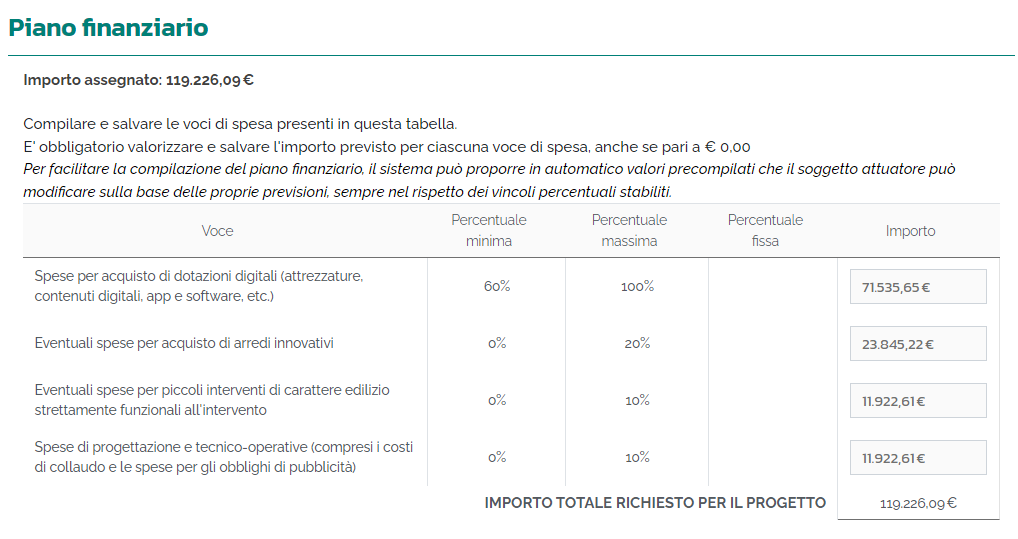 Piano finanziario
Importo assegnato: 119.226,09 €
Compilare e salvare le voci di spesa presenti in questa tabella.
E' obbligatorio valorizzare e salvare l'importo previsto per ciascuna voce di spesa, anche se pari a € 0,00
Per facilitare la compilazione del piano finanziario, il sistema può proporre in automatico valori precompilati che il soggetto attuatore può
modificare sulla base delle proprie previsioni, sempre nel rispetto dei vincoli percentuali stabiliti.
Voce
Percentuale
minima
Percentuale
massima
Percentuale
fissa
Importo
Spese per acquisto di dotazioni digitali (attrezzature,
contenuti digitali, app e software, etc.)
60%
100%
71.535,65 €
Eventuali spese per acquisto di arredi innovativi
0%
20%
23.845,22 €
Eventuali spese per piccoli interventi di carattere edilizio
strettamente funzionali all'intervento
0%
10%
11.922,61 €
Spese di progettazione e tecnico-operative (compresi i costi
di collaudo e le spese per gli obblighi di pubblicità)
0%
10%
11.922,61 €
IMPORTO TOTALE RICHIESTO PER IL PROGETTO
119.226,09 €